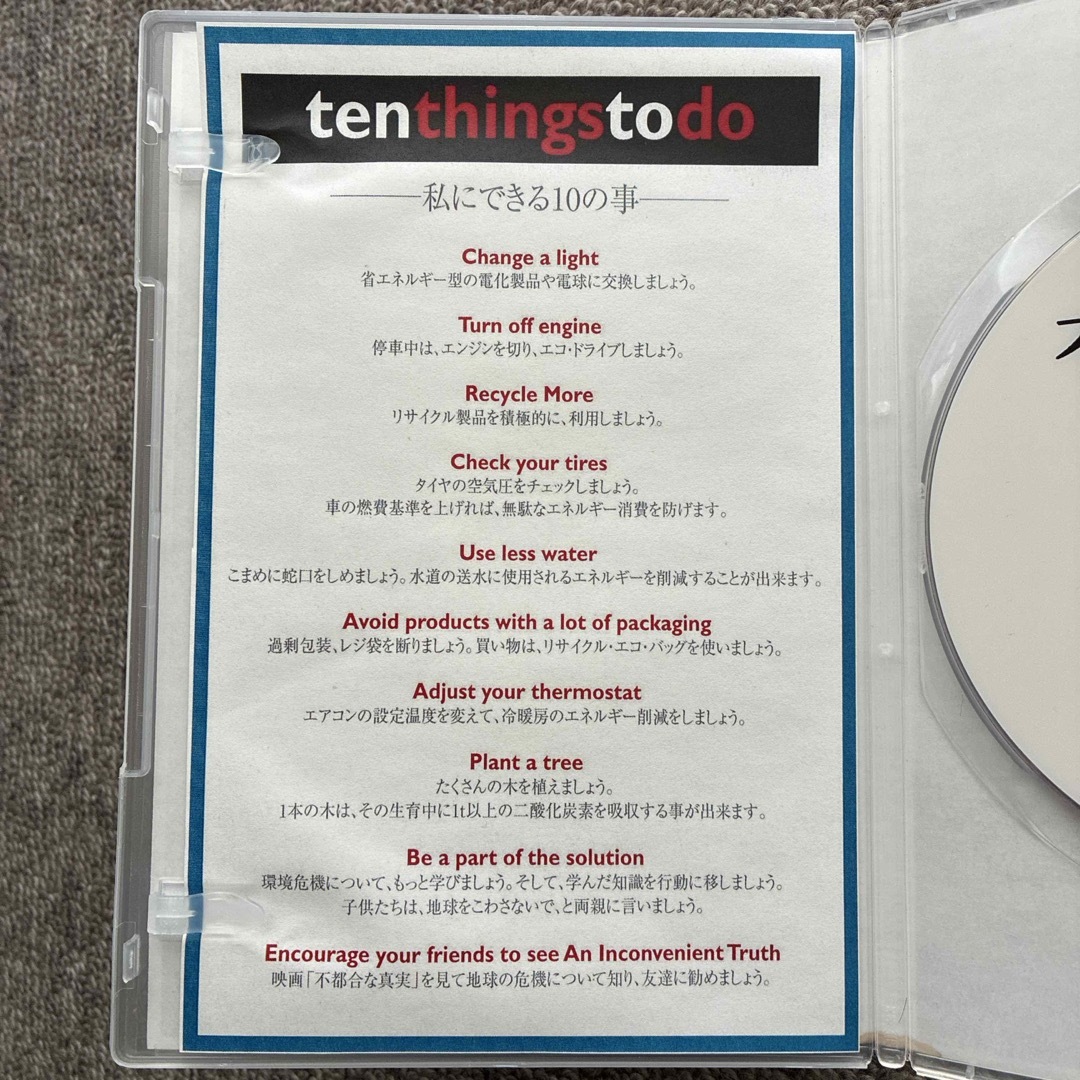 tenthingstodo
私にできる10の事
Change a light
省エネルギー型の電化製品や電球に交換しましょう。
Turn off engine
停車中は、エンジンを切り、エコ・ドライブしましょう。
Recycle More
リサイクル製品を積極的に、利用しましょう。
Check your tires
タイヤの空気圧をチェックしましょう。
車の燃費基準を上げれば、無駄なエネルギー消費を防げます。
Use less water
こまめに蛇口をしめましょう。水道の送水に使用されるエネルギーを削減することが出来ます。
Avoid products with a lot of packaging
過剰包装、レジ袋を断りましょう。買い物は、リサイクル・エコ・バッグを使いましょう。
Adjust your thermostat
エアコンの設定温度を変えて、冷暖房のエネルギー削減をしましょう。
Plant a tree
たくさんの木を植えましょう。
1本の木は、その生育中に1t以上の二酸化炭素を吸収する事が出来ます。
Be a part of the solution
環境危機について、もっと学びましょう。そして、学んだ知識を行動に移しましょう。
子供たちは、地球をこわさないで、と両親に言いましょう。
Encourage your friends to see An Inconvenient Truth
映画「不都合な真実」を見て地球の危機について知り、友達に勧めましょう。